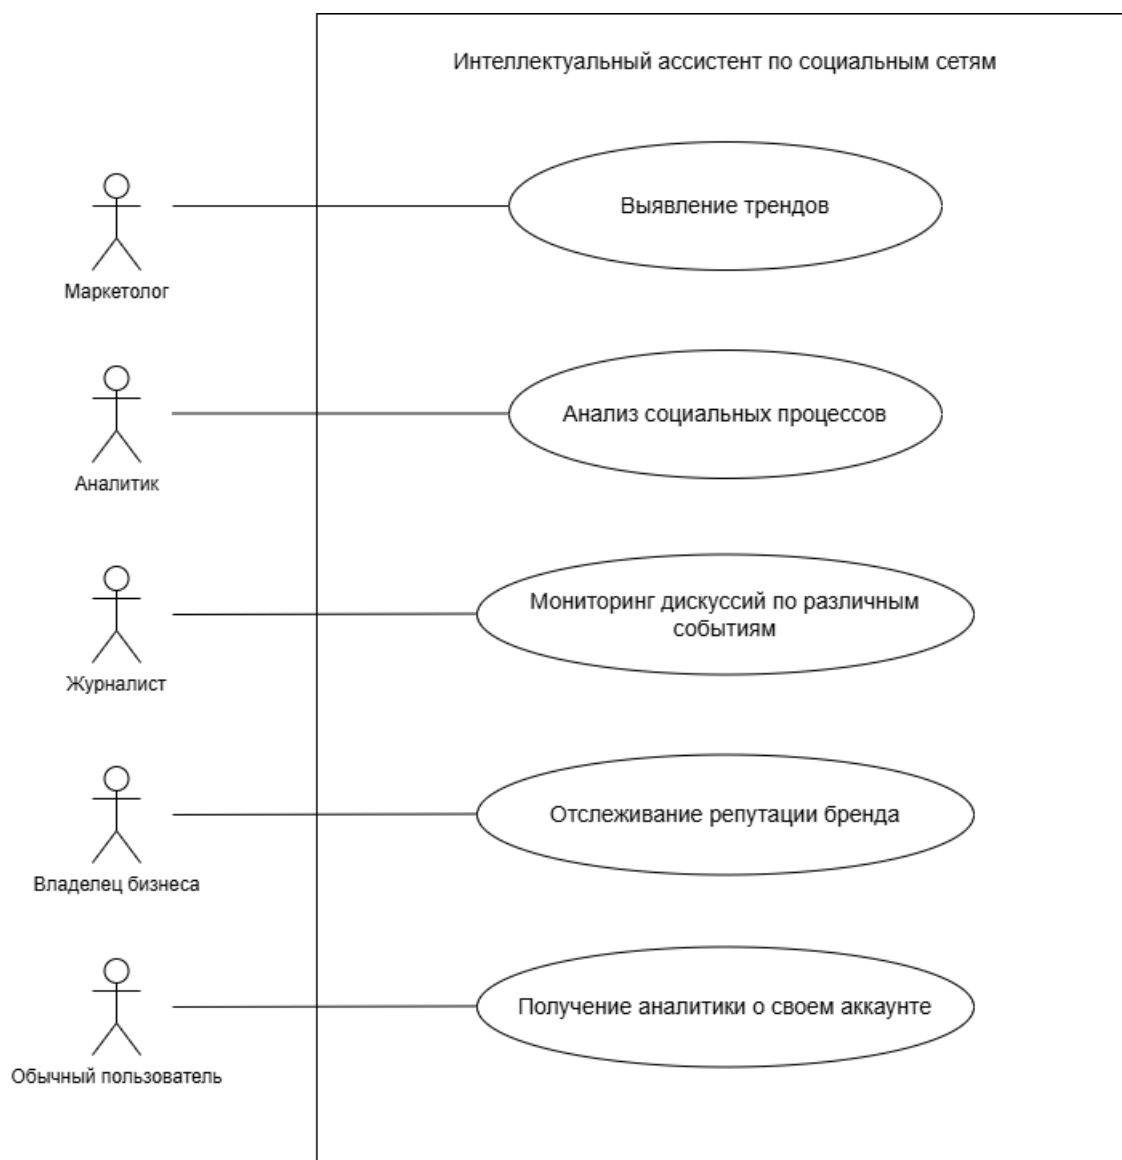 Интеллектуальный ассистент по социальным сетям
Выявление трендов
Маркетолог
Анализ социальных процессов
Аналитик
Мониторинг дискуссий по различным
событиям
Журналист
Отслеживание репутации бренда
Владелец бизнеса
Получение аналитики о своем аккаунте
Обычный пользователь